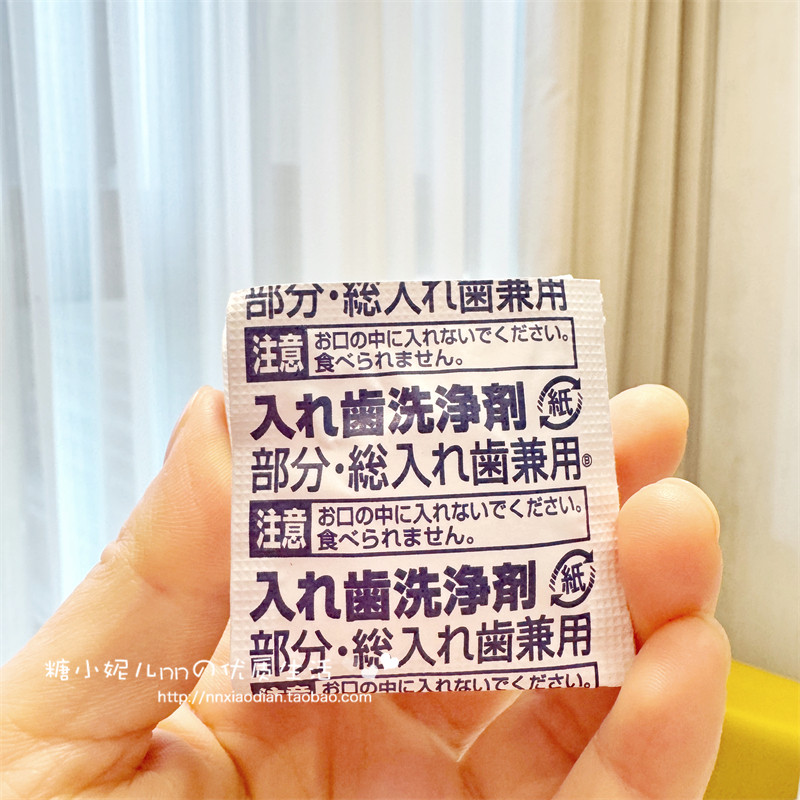 部分・総入れ歯兼用
注意 お口の中に入れないでください。
食べられません。
入れ歯洗浄剤 紙
部分・総入れ歯兼用 Ⓑ
注意 お口の中に入れないでください。
食べられません。
入れ歯洗浄剤 紙
部分・総入れ歯兼用
注意 お口の中に入れないでください。
糖小妮儿nnの优质生活
http://nnxiaodian.taobao.com